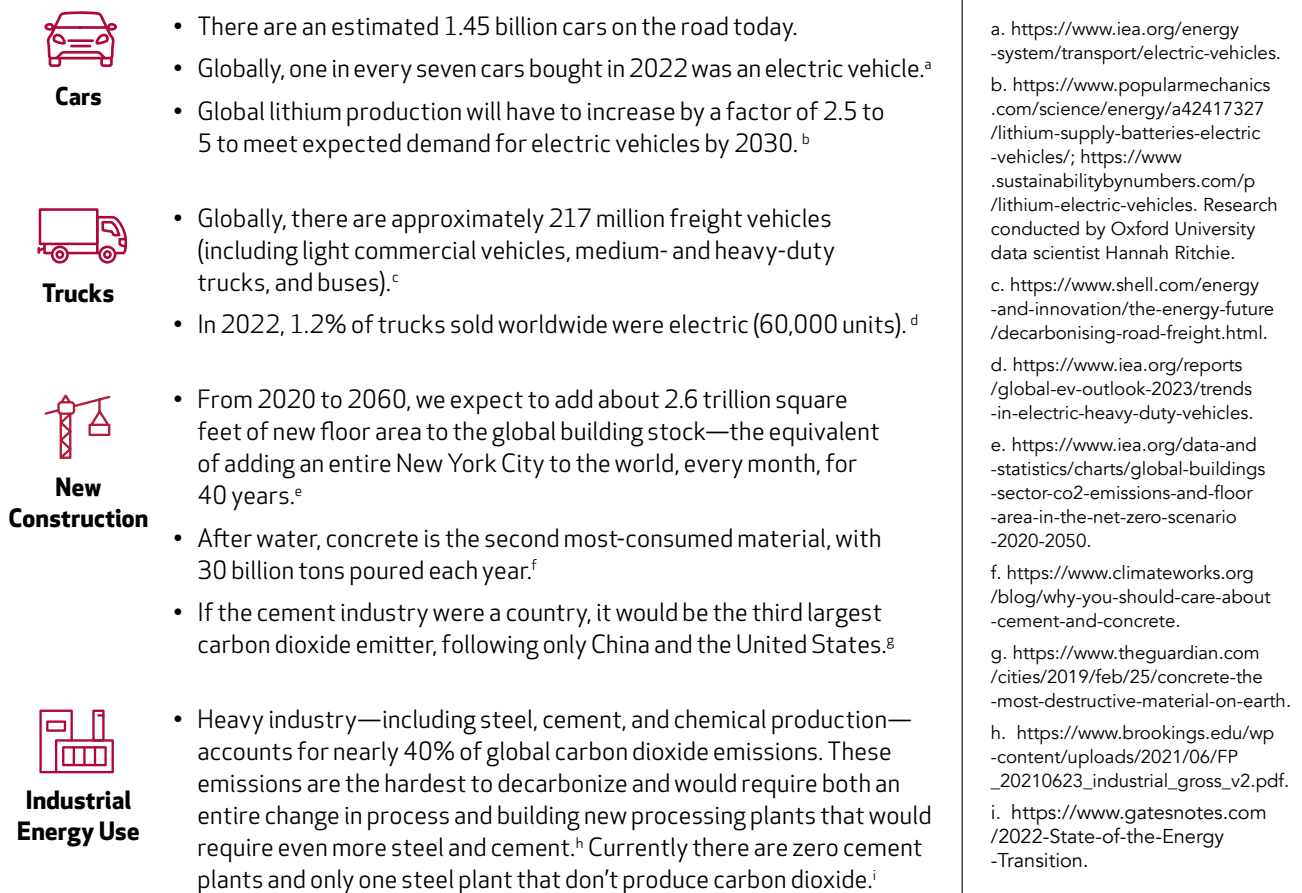 Cars
• There are an estimated 1.45 billion cars on the road today.
• Globally, one in every seven cars bought in 2022 was an electric vehicle.ᵃ
• Global lithium production will have to increase by a factor of 2.5 to
5 to meet expected demand for electric vehicles by 2030. ᵇ
Trucks
• Globally, there are approximately 217 million freight vehicles
(including light commercial vehicles, medium- and heavy-duty
trucks, and buses).ᶜ
• In 2022, 1.2% of trucks sold worldwide were electric (60,000 units). ᵈ
New
Construction
• From 2020 to 2060, we expect to add about 2.6 trillion square
feet of new floor area to the global building stock—the equivalent
of adding an entire New York City to the world, every month, for
40 years.ᵉ
• After water, concrete is the second most-consumed material, with
30 billion tons poured each year.ᶠ
• If the cement industry were a country, it would be the third largest
carbon dioxide emitter, following only China and the United States.ᵍ
Industrial
Energy Use
• Heavy industry—including steel, cement, and chemical production—
accounts for nearly 40% of global carbon dioxide emissions. These
emissions are the hardest to decarbonize and would require both an
entire change in process and building new processing plants that would
require even more steel and cement.ʰ Currently there are zero cement
plants and only one steel plant that don’t produce carbon dioxide.ⁱ
a. https://www.iea.org/energy
-system/transport/electric-vehicles.
b. https://www.popularmechanics
.com/science/energy/a42417327
/lithium-supply-batteries-electric
-vehicles/; https://www
.sustainabilitybynumbers.com/p
/lithium-electric-vehicles. Research
conducted by Oxford University
data scientist Hannah Ritchie.
c. https://www.shell.com/energy
-and-innovation/the-energy-future
/decarbonising-road-freight.html.
d. https://www.iea.org/reports
/global-ev-outlook-2023/trends
-in-electric-heavy-duty-vehicles.
e. https://www.iea.org/data-and
-statistics/charts/global-buildings
-sector-co2-emissions-and-floor
-area-in-the-net-zero-scenario
-2020-2050.
f. https://www.climateworks.org
/blog/why-you-should-care-about
-cement-and-concrete.
g. https://www.theguardian.com
/cities/2019/feb/25/concrete-the
-most-destructive-material-on-earth.
h. https://www.brookings.edu/wp
-content/uploads/2021/06/FP
_20210623_industrial_gross_v2.pdf.
i. https://www.gatesnotes.com
/2022-State-of-the-Energy
-Transition.